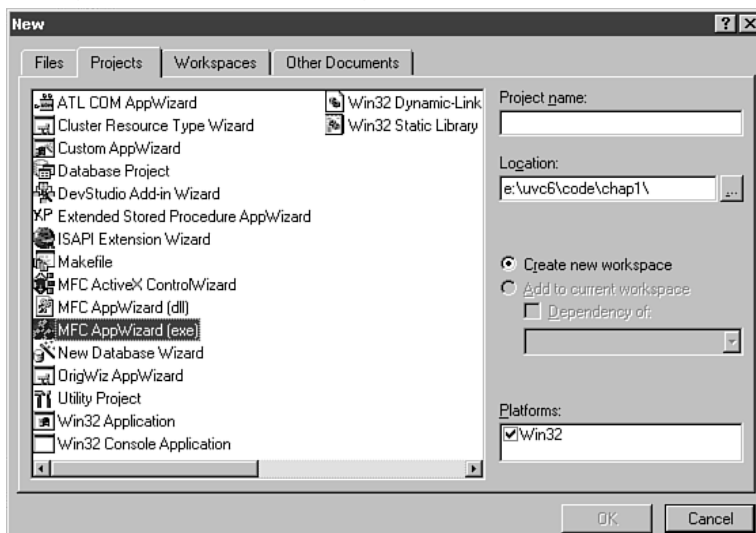 New
Files
Projects
Workspaces
Other Documents
ATL COM AppWizard
Cluster Resource Type Wizard
Custom AppWizard
Database Project
DevStudio Add-in Wizard
Extended Stored Procedure AppWizard
ISAPI Extension Wizard
Makefile
MFC ActiveX ControlWizard
MFC AppWizard (dll)
MFC AppWizard (exe)
New Database Wizard
OrigWiz AppWizard
Utility Project
Win32 Application
Win32 Console Application
Win32 Dynamic-Link
Win32 Static Library
Project name:
Location:
e:\uvc6\code\chap1\
...
Create new workspace
Add to current workspace
Dependency of:
Platforms:
Win32
OK
Cancel